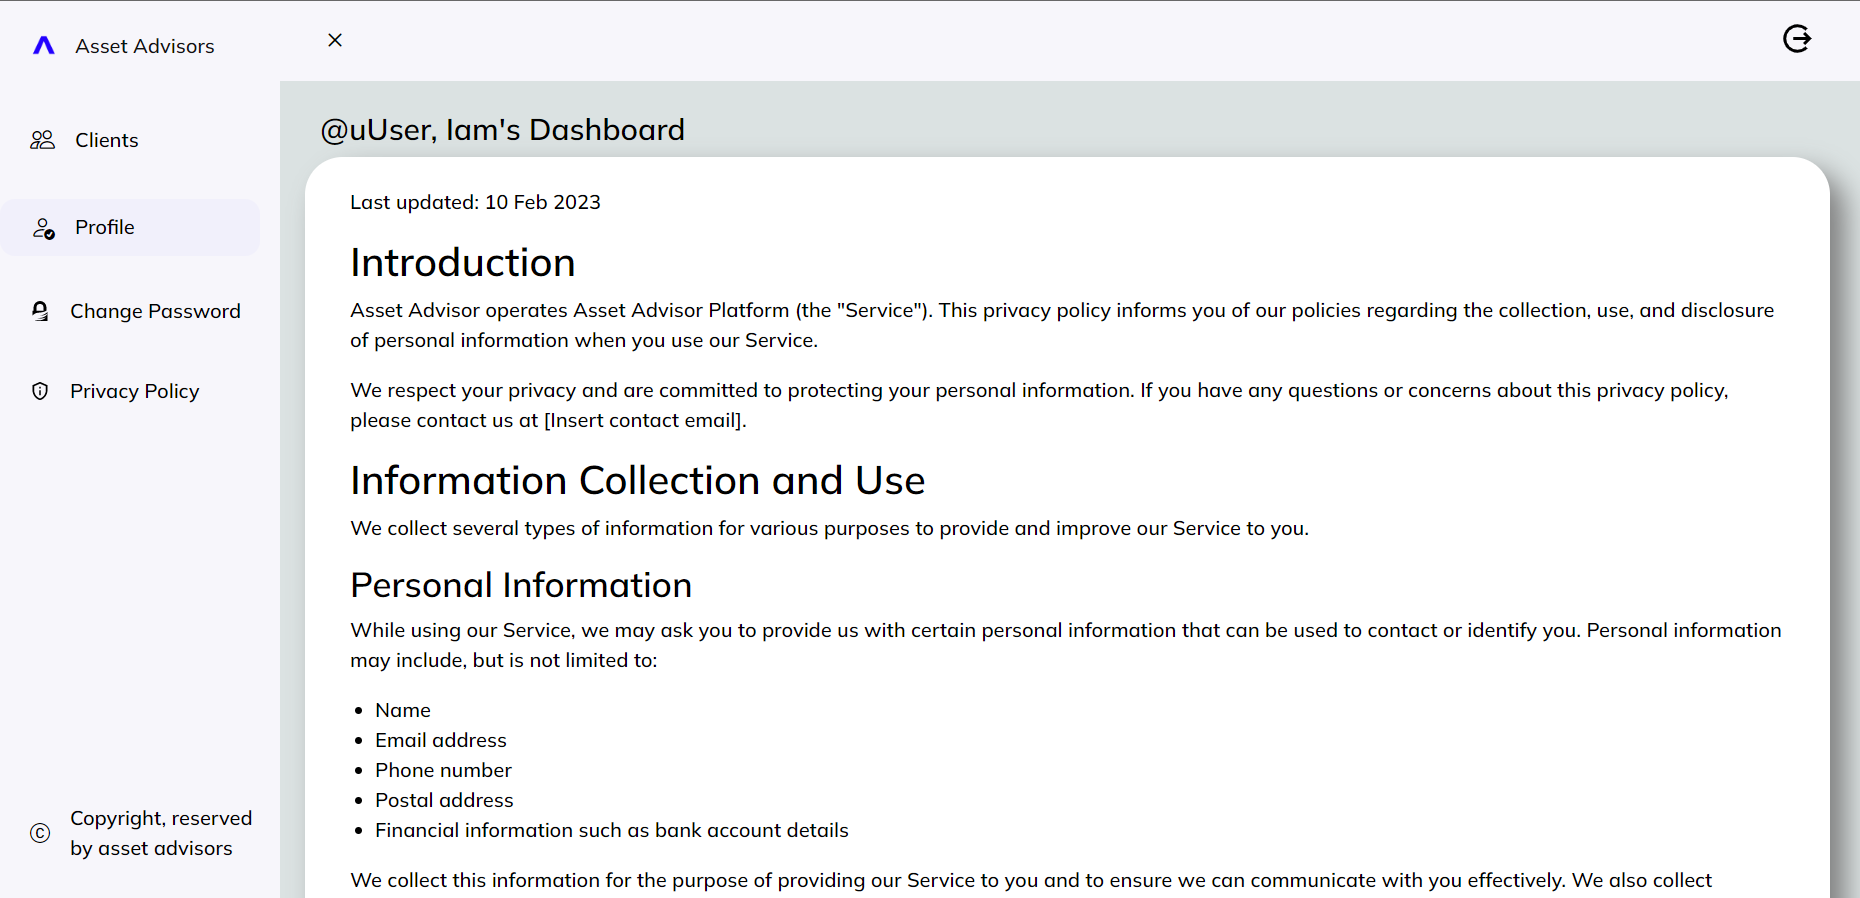 Asset Advisors
Clients
Profile
Change Password
Privacy Policy
Copyright, reserved
by asset advisors
@uUser, Iam's Dashboard
Last updated: 10 Feb 2023
Introduction
Asset Advisor operates Asset Advisor Platform (the "Service"). This privacy policy informs you of our policies regarding the collection, use, and disclosure
of personal information when you use our Service.
We respect your privacy and are committed to protecting your personal information. If you have any questions or concerns about this privacy policy,
please contact us at [Insert contact email].
Information Collection and Use
We collect several types of information for various purposes to provide and improve our Service to you.
Personal Information
While using our Service, we may ask you to provide us with certain personal information that can be used to contact or identify you. Personal information
may include, but is not limited to:
• Name
• Email address
• Phone number
• Postal address
• Financial information such as bank account details
We collect this information for the purpose of providing our Service to you and to ensure we can communicate with you effectively. We also collect